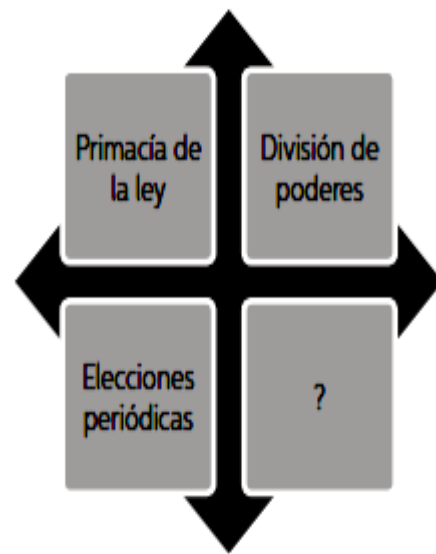 Primacía de
la ley
División de
poderes
Elecciones
periódicas
?